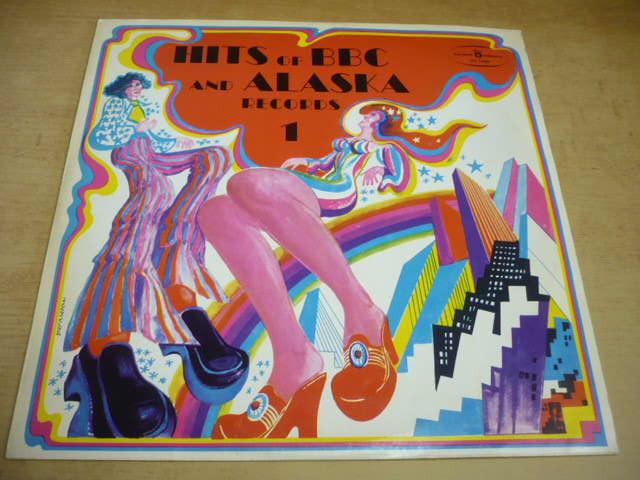 HITS OF BBC
AND ALASKA
RECORDS
1